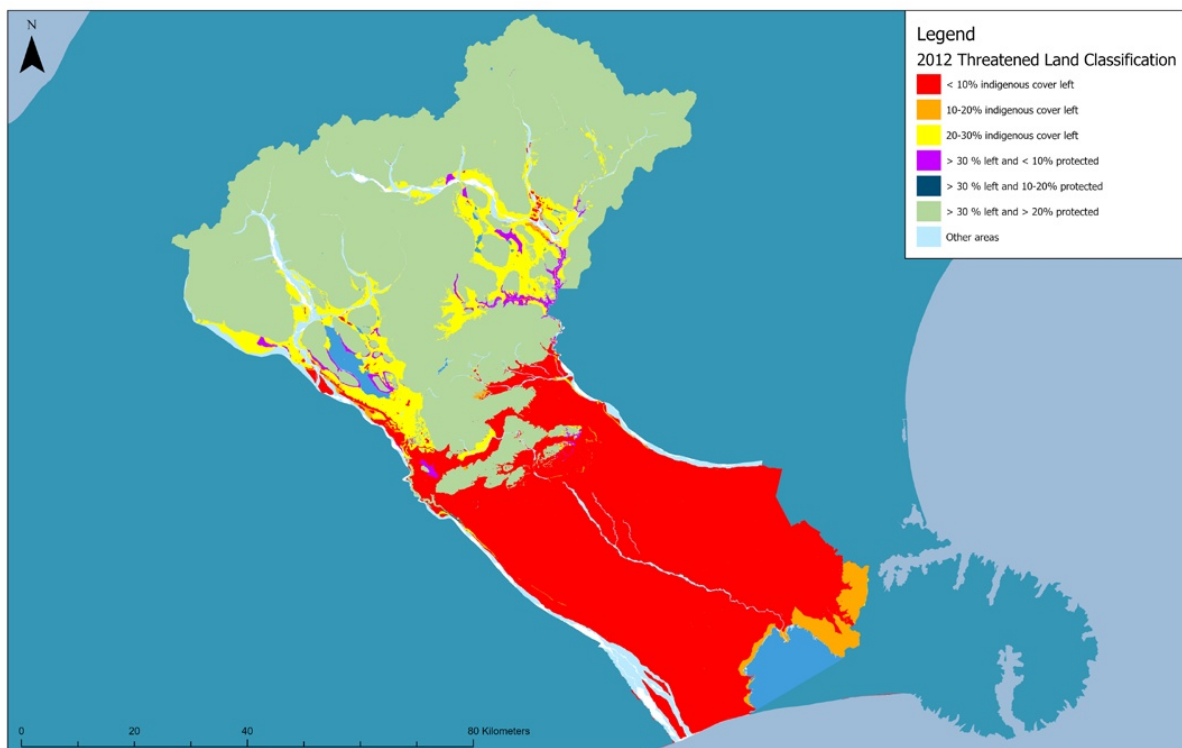 N
Legend
2012 Threatened Land Classification
< 10% indigenous cover left
10-20% indigenous cover left
20-30% indigenous cover left
> 30 % left and < 10% protected
> 30 % left and 10-20% protected
> 30 % left and > 20% protected
Other areas
0 20 40 80 Kilometers